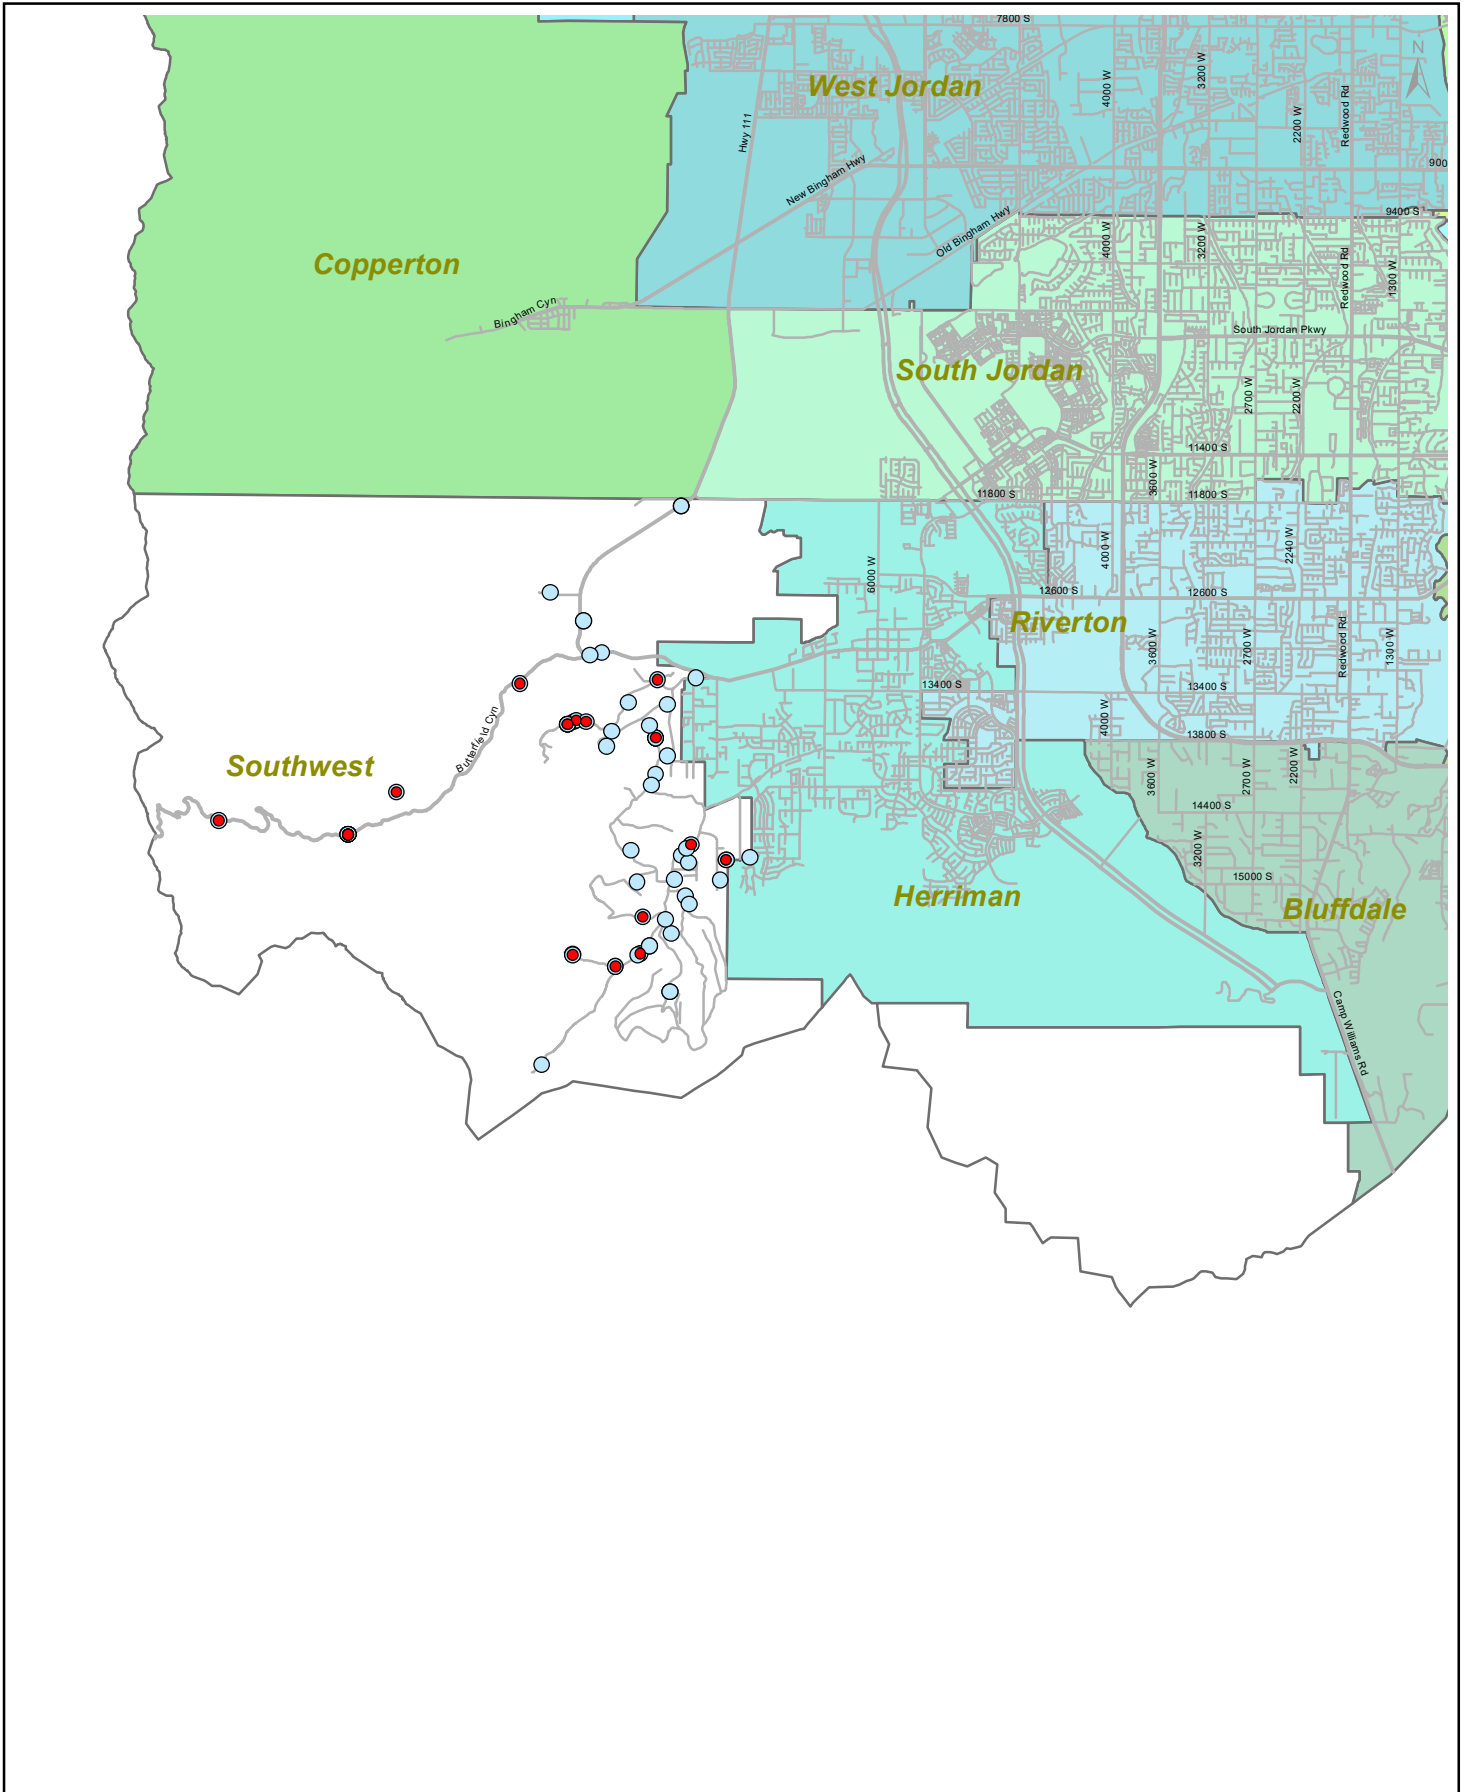 7800 S
N
West Jordan
4000 W
3200 W
2200 W
Redwood Rd
Hwy 111
New Bingham Hwy
900
Old Bingham Hwy
9400 S
4000 W
3200 W
Redwood Rd
1300 W
Copperton
Bingham Cyn
South Jordan Pkwy
South Jordan
2700 W
2200 W
11400 S
3600 W
11800 S
11800 S
4000 W
2240 W
6000 W
12600 S
12600 S
Riverton
3600 W
2700 W
Redwood Rd
1300 W
13400 S
13400 S
4000 W
13800 S
Butterfield Cyn
Southwest
3600 W
2700 W
2200 W
14400 S
3200 W
15000 S
Herriman
Bluffdale
Camp Williams Rd